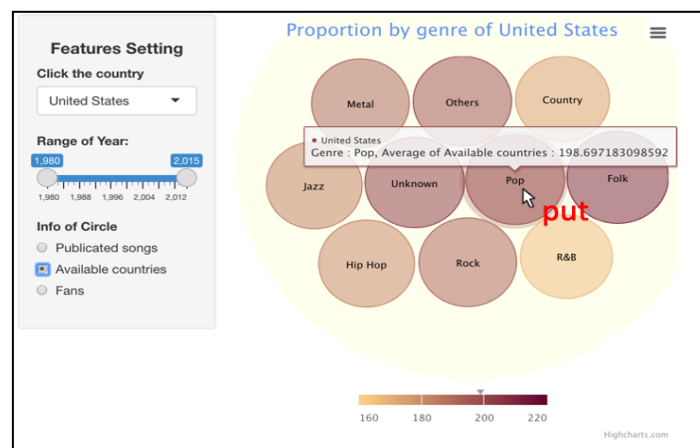 Features Setting
Click the country
United States
Range of Year:
1,980 2,015
1,980 1,988 1,996 2,004 2,012
Info of Circle
Publicated songs
Available countries
Fans
Proportion by genre of United States
Metal Others Country
United States
Genre : Pop, Average of Available countries : 198.697183098592
Jazz Unknown Pop Folk
put
Hip Hop Rock R&B
160 180 200 220
Highcharts.com